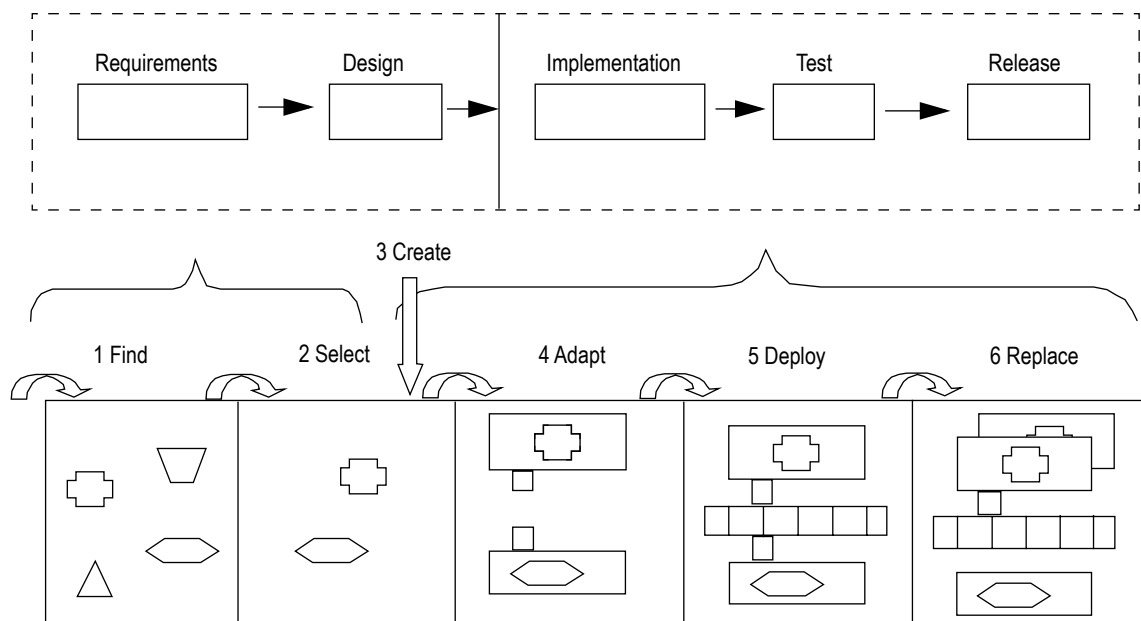 Requirements
Design
Implementation
Test
Release
3 Create
1 Find
2 Select
4 Adapt
5 Deploy
6 Replace